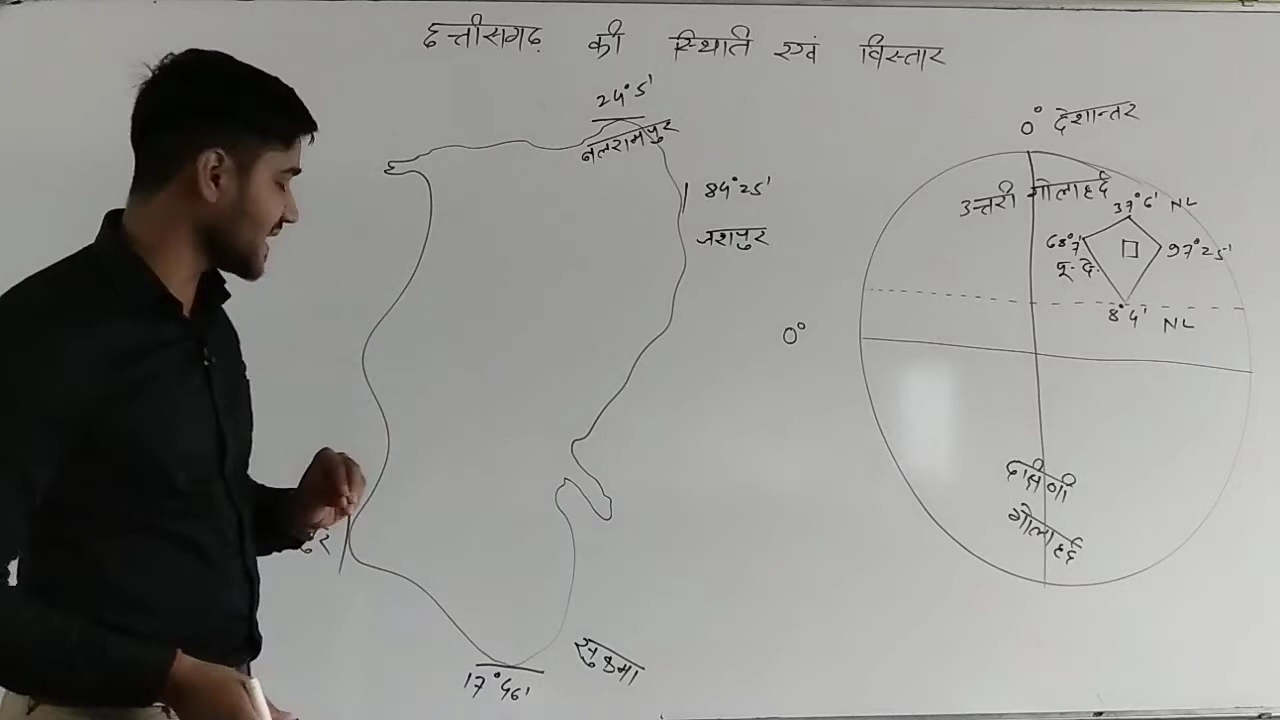 छत्तीसगढ़ की स्थिति एवं विस्तार
24°5'
बलरामपुर
84°25'
जशपुर
17°46'
सुकमा
0°
0° देशान्तर
उत्तरी गोलार्द्ध
37°6' NL
68°7'
पू.दे.
97°25'
8°4' NL
दक्षिणी
गोलार्द्ध